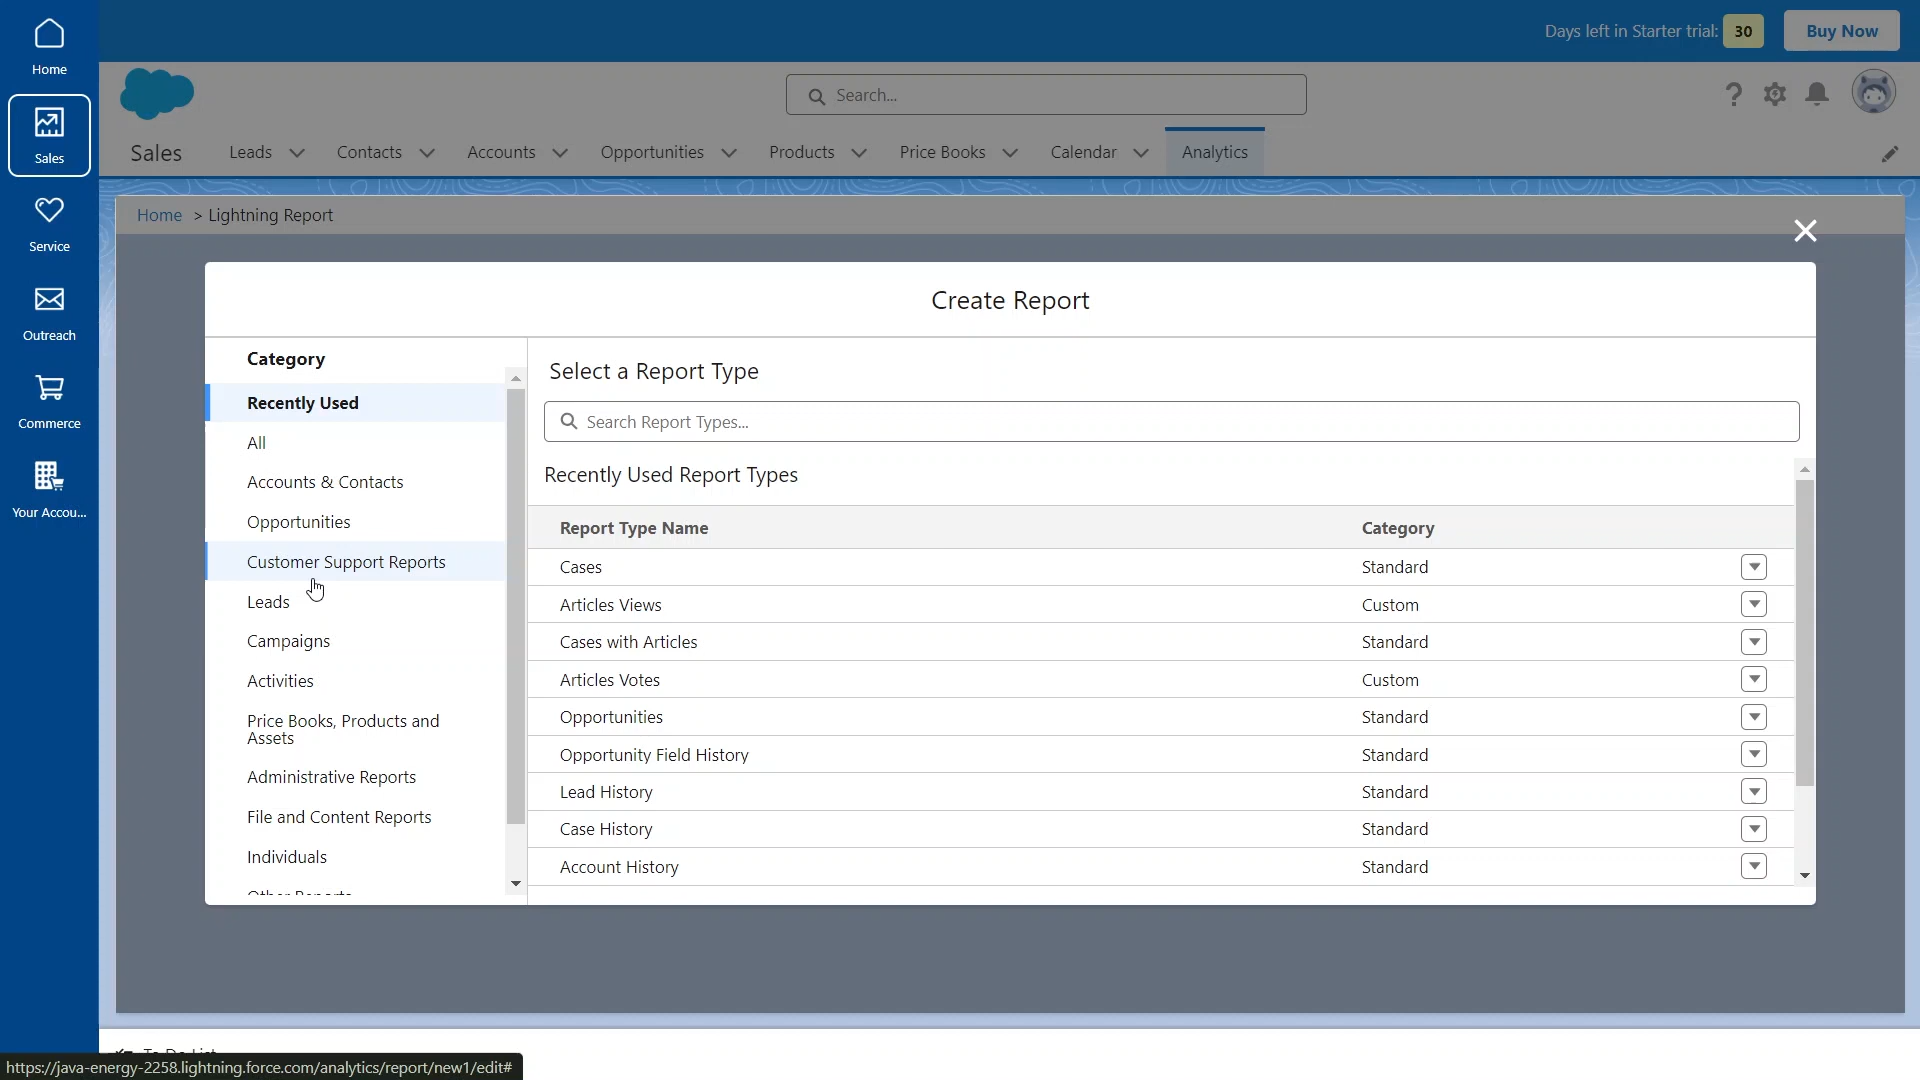 Days left in Starter trial: 30 Buy Now
Home
Search...
Sales
Sales Leads Contacts Accounts Opportunities Products Price Books Calendar Analytics
Home > Lightning Report
Service
Outreach
Commerce
Your Accou...
Create Report
Category
Recently Used
All
Accounts & Contacts
Opportunities
Customer Support Reports
Leads
Campaigns
Activities
Price Books, Products and
Assets
Administrative Reports
File and Content Reports
Individuals
Other Reports
Select a Report Type
Search Report Types...
Recently Used Report Types
Report Type Name Category
Cases Standard
Articles Views Custom
Cases with Articles Standard
Articles Votes Custom
Opportunities Standard
Opportunity Field History Standard
Lead History Standard
Case History Standard
Account History Standard
To Do List
https://java-energy-2258.lightning.force.com/analytics/report/new1/edit#